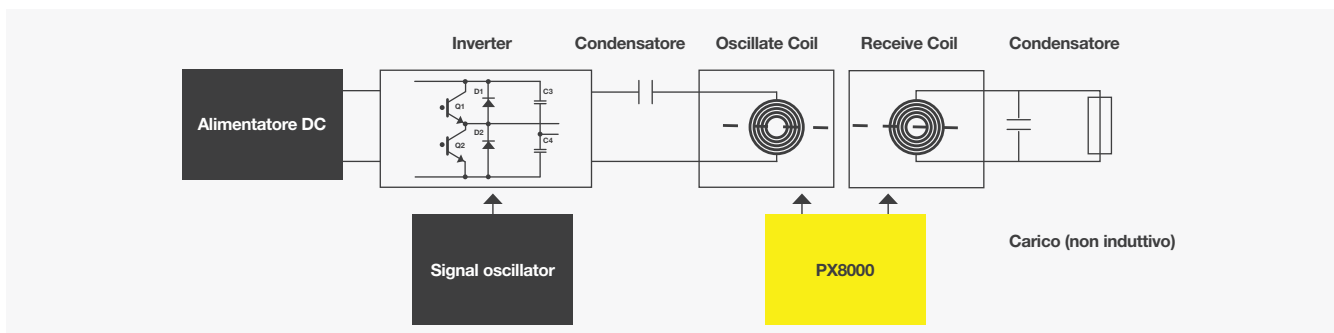 Inverter
Condensatore
Oscillate Coil
Receive Coil
Condensatore
Alimentatore DC
D1
C3
Q1
D2
C4
Q2
Signal oscillator
PX8000
Carico (non induttivo)